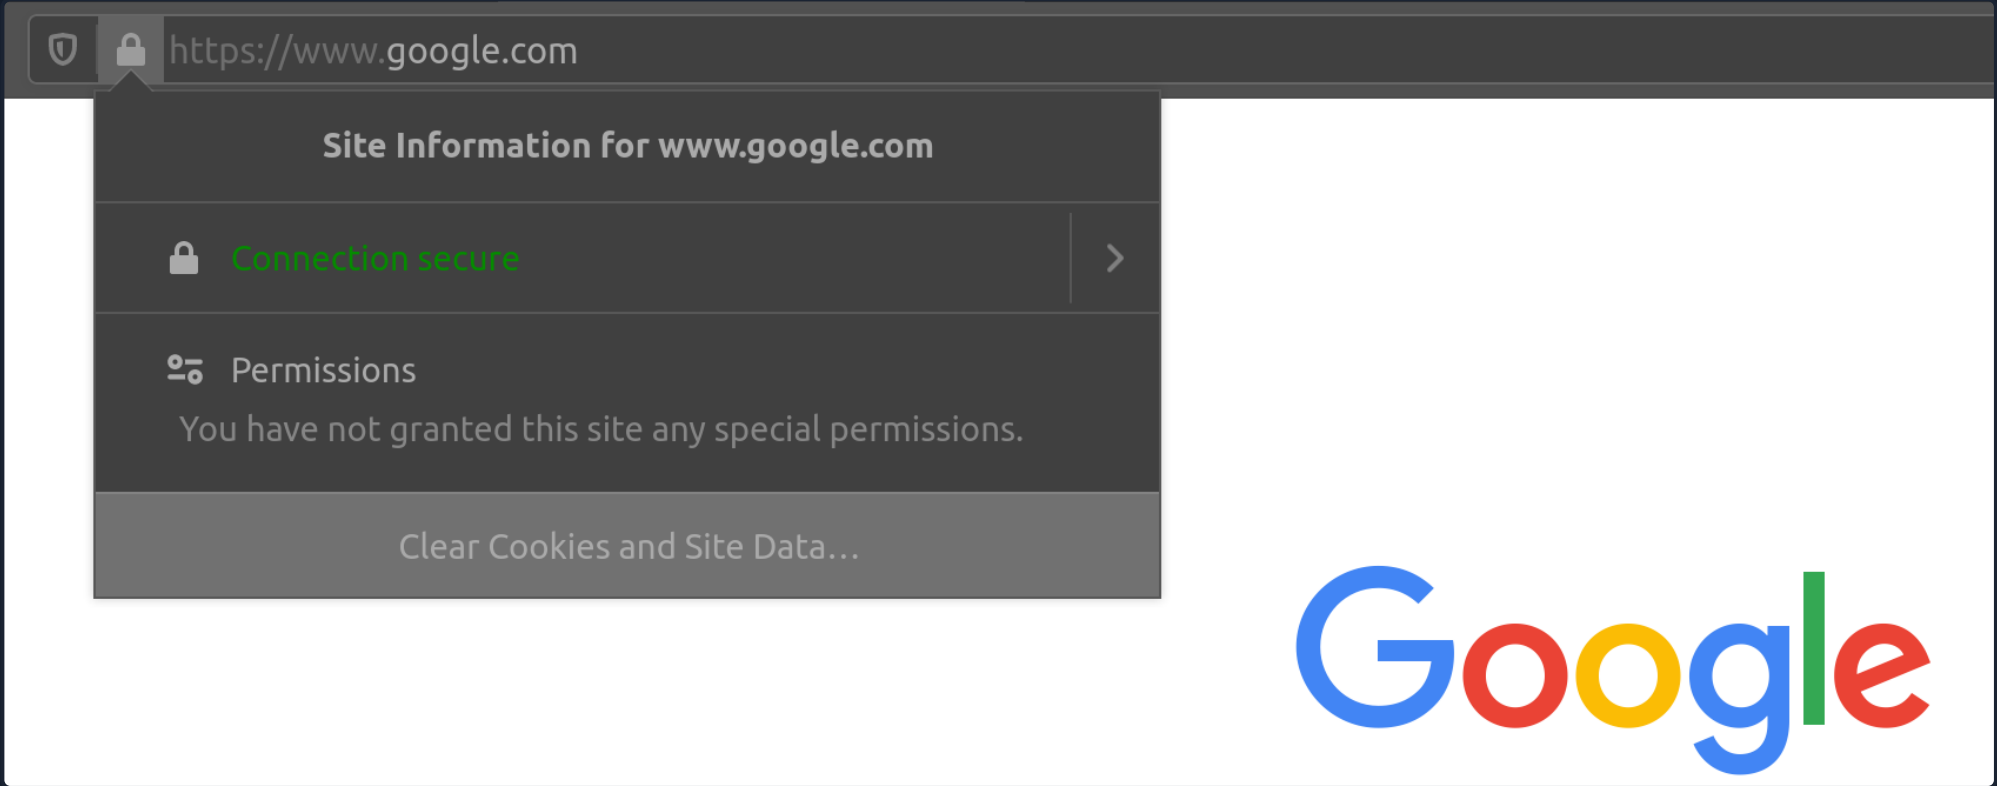 https://www.google.com
Site Information for www.google.com
Connection secure
Permissions
You have not granted this site any special permissions.
Clear Cookies and Site Data…
Google